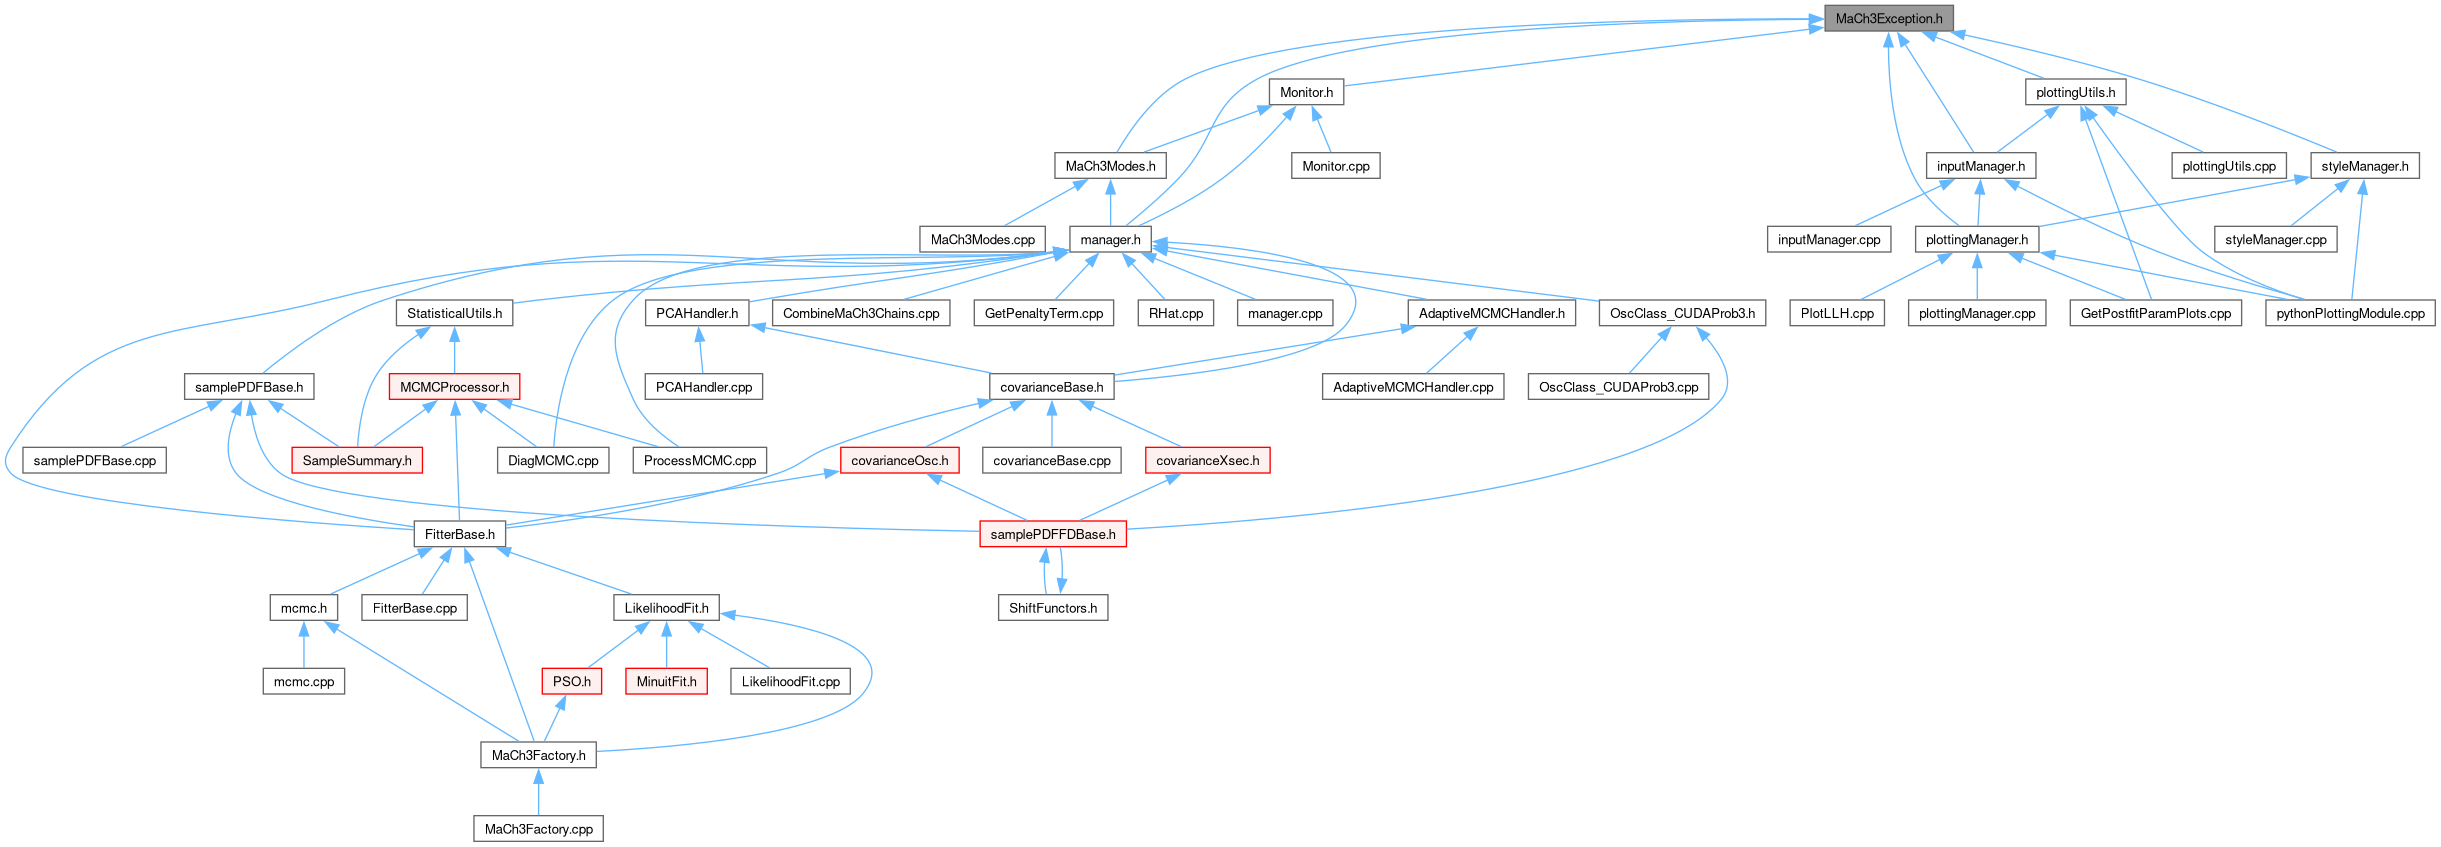 MaCh3Exception.h
Monitor.h
plottingUtils.h
MaCh3Modes.h
Monitor.cpp
inputManager.h
plottingUtils.cpp
styleManager.h
MaCh3Modes.cpp
manager.h
inputManager.cpp
plottingManager.h
styleManager.cpp
StatisticalUtils.h
PCAHandler.h
CombineMaCh3Chains.cpp
GetPenaltyTerm.cpp
RHat.cpp
manager.cpp
AdaptiveMCMCHandler.h
OscClass_CUDAProb3.h
PlotLLH.cpp
plottingManager.cpp
GetPostfitParamPlots.cpp
pythonPlottingModule.cpp
samplePDFBase.h
MCMCProcessor.h
PCAHandler.cpp
covarianceBase.h
AdaptiveMCMCHandler.cpp
OscClass_CUDAProb3.cpp
samplePDFBase.cpp
SampleSummary.h
DiagMCMC.cpp
ProcessMCMC.cpp
covarianceOsc.h
covarianceBase.cpp
covarianceXsec.h
FitterBase.h
samplePDFFDBase.h
mcmc.h
FitterBase.cpp
LikelihoodFit.h
ShiftFunctors.h
mcmc.cpp
PSO.h
MinuitFit.h
LikelihoodFit.cpp
MaCh3Factory.h
MaCh3Factory.cpp